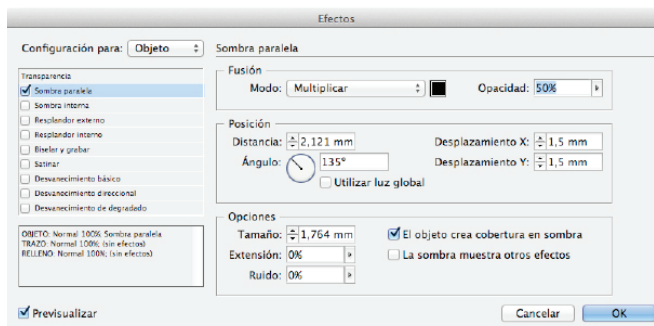 Efectos
Configuración para: Objeto
Transparencia
Sombra paralela
Sombra interna
Resplandor externo
Resplandor interno
Biselar y grabar
Satinar
Desvanecimiento básico
Desvanecimiento direccional
Desvanecimiento de degradado
OBJETO: Normal 100%; Sombra paralela
TRAZO: Normal 100%; (sin efectos)
RELLENO: Normal 100%; (sin efectos)
Previsualizar
Sombra paralela
Fusión
Modo: Multiplicar Opacidad: 50%
Posición
Distancia: 2,121 mm Desplazamiento X: 1,5 mm
Ángulo: 135° Desplazamiento Y: 1,5 mm
Utilizar luz global
Opciones
Tamaño: 1,764 mm El objeto crea cobertura en sombra
Extensión: 0% La sombra muestra otros efectos
Ruido: 0%
Cancelar OK